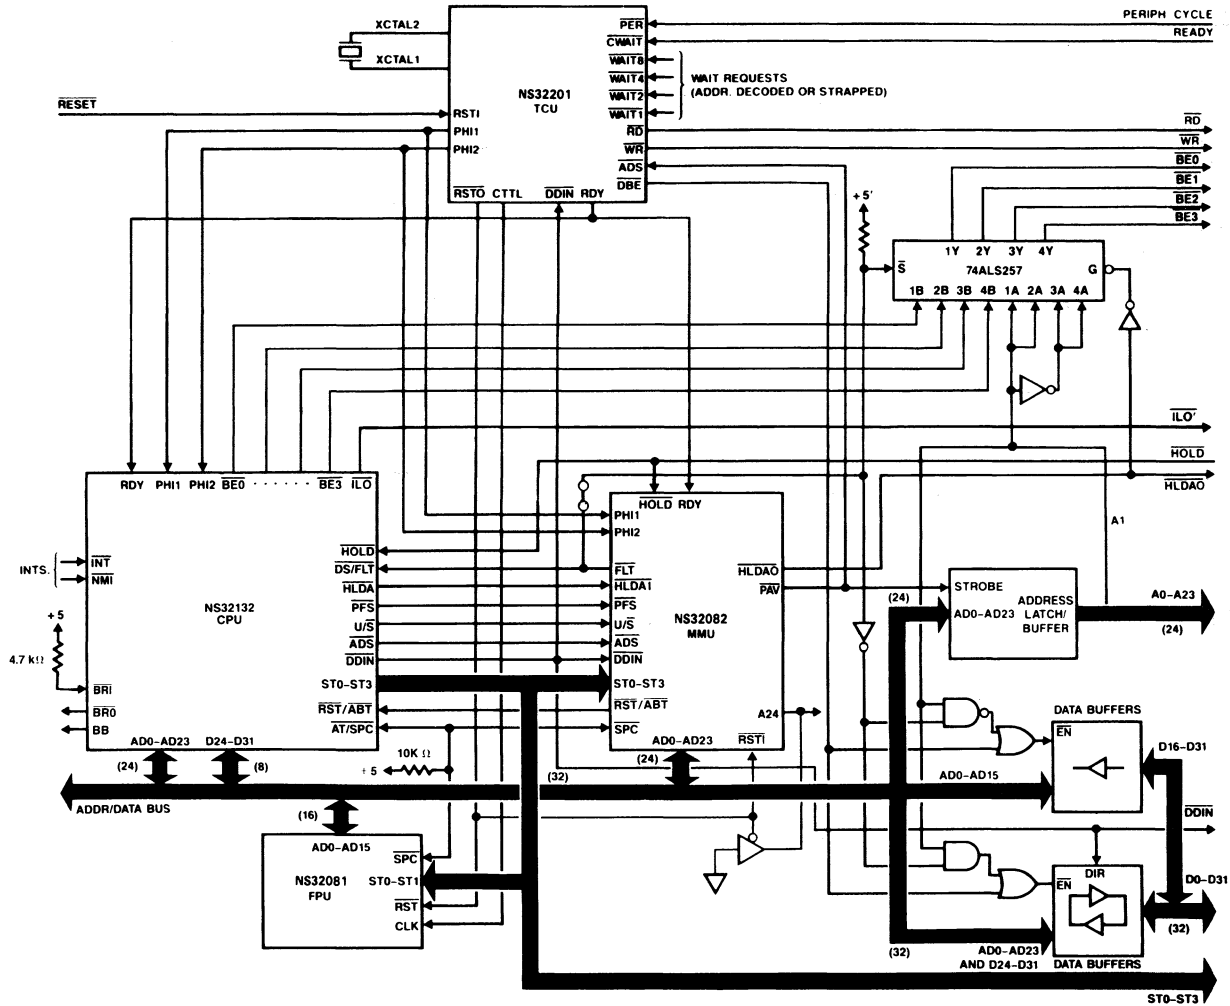 XCTAL2
XCTAL1
NS32201
TCU
PER
CWAIT
WAIT8
WAIT4
WAIT2
WAIT1
RD
WR
ADS
DBE
RSTI
PHI1
PHI2
RSTO CTTL DDIN RDY
RESET
PERIPH CYCLE
READY
WAIT REQUESTS
(ADDR. DECODED OR STRAPPED)
RD
WR
BE0
BE1
BE2
BE3
+5'
1Y 2Y 3Y 4Y
S 74ALS257 G
1B 2B 3B 4B 1A 2A 3A 4A
ILO'
HOLD
HLDAO
A1
RDY PHI1 PHI2 BE0 · · · · · · BE3 ILO
INT
NMI
INTS.
NS32132
CPU
+5
4.7 kΩ
BRI
BR0
BB
HOLD
DS/FLT
HLDA
PFS
U/S
ADS
DDIN
ST0-ST3
RST/ABT
AT/SPC
AD0-AD23 D24-D31
(24) (8)
HOLD RDY
PHI1
PHI2
FLT
HLDAI
PFS
U/S
ADS
DDIN
ST0-ST3
RST/ABT
SPC
HLDAO
PAV
NS32082
MMU
A24
RSTI
AD0-AD23
(24)
(32)
10K Ω
+5
ADDR/DATA BUS
(16)
AD0-AD15
NS32081
FPU
SPC
ST0-ST1
RST
CLK
STROBE
AD0-AD23
ADDRESS
LATCH/
BUFFER
(24)
A0-A23
(24)
DATA BUFFERS
EN
AD0-AD15
D16-D31
DDIN
DIR
EN
D0-D31
(32)
(32)
AD0-AD23
AND D24-D31
DATA BUFFERS
ST0-ST3